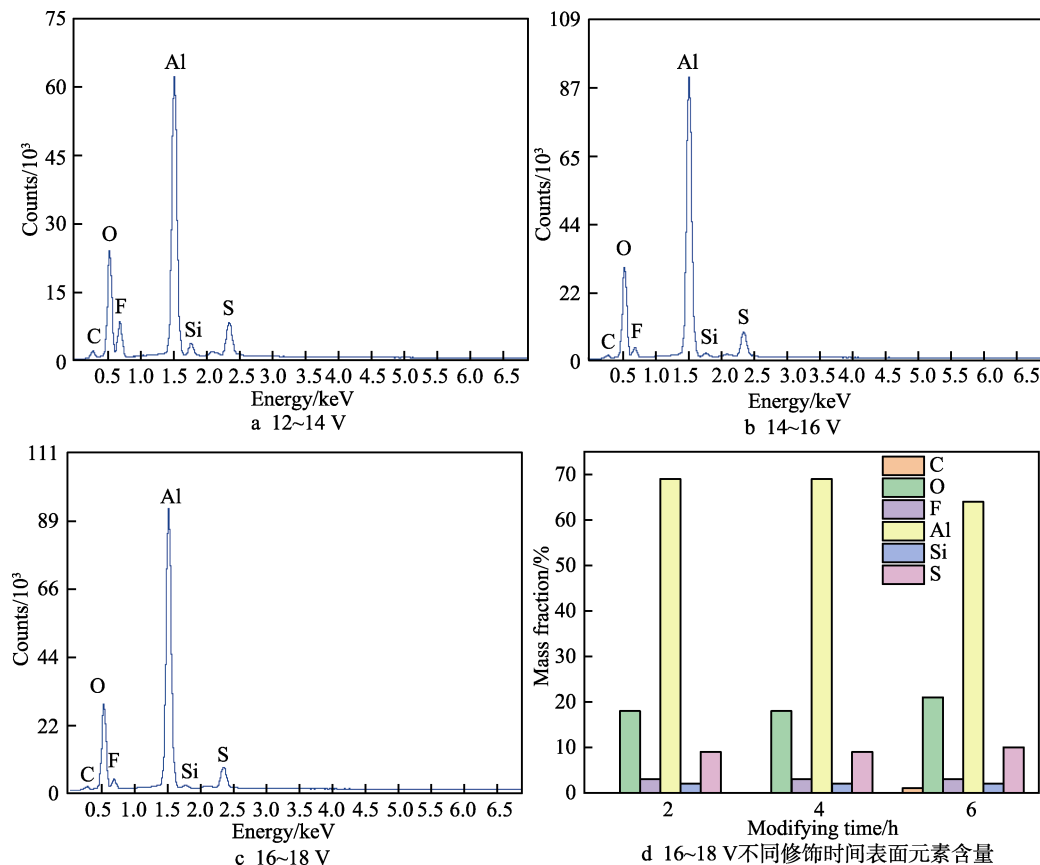 75
60
45
30
15
0
Counts/10³
C
O
F
Al
Si
S
0.5 1.0 1.5 2.0 2.5 3.0 3.5 4.0 4.5 5.0 5.5 6.0 6.5
Energy/keV
a 12~14 V
109
87
65
44
22
0
Counts/10³
C
O
F
Al
Si
S
0.5 1.0 1.5 2.0 2.5 3.0 3.54 4.0 4.5 5.0 5.5 6.0 6.5
Energy/keV
b 14~16 V
111
89
66
44
22
0
Counts/10³
C
O
F
Al
Si
S
0.5 1.0 1.5 2.0 2.5 3.0 3.5 4.0 4.5 5.0 5.5 6.0 6.5
Energy/keV
c 16~18 V
70
60
50
40
30
20
10
0
Mass fraction/%
C
O
F
Al
Si
S
2 4 6
Modifying time/h
d 16~18 V不同修饰时间表面元素含量